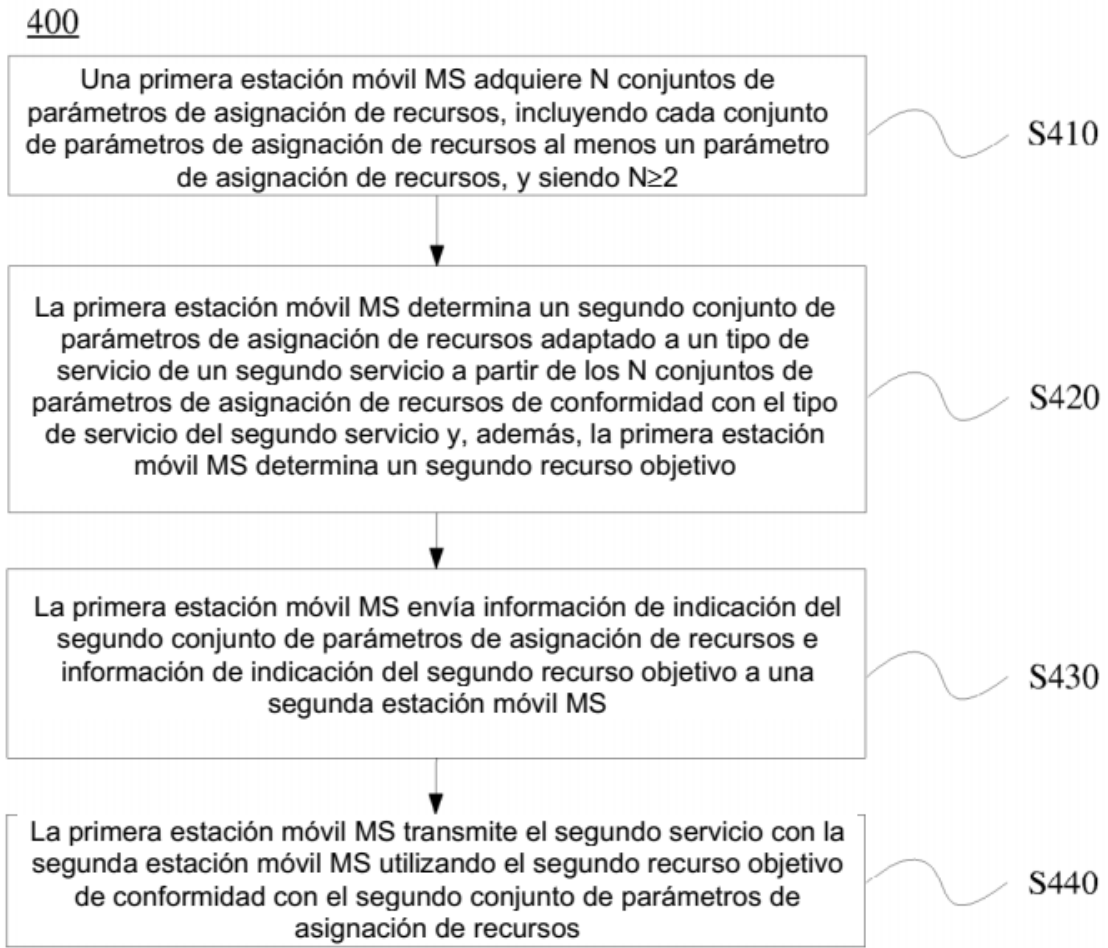 400
Una primera estación móvil MS adquiere N conjuntos de
parámetros de asignación de recursos, incluyendo cada conjunto
de parámetros de asignación de recursos al menos un parámetro
de asignación de recursos, y siendo N≥2
S410
La primera estación móvil MS determina un segundo conjunto de
parámetros de asignación de recursos adaptado a un tipo de
servicio de un segundo servicio a partir de los N conjuntos de
parámetros de asignación de recursos de conformidad con el tipo
de servicio del segundo servicio y, además, la primera estación
móvil MS determina un segundo recurso objetivo
S420
La primera estación móvil MS envía información de indicación del
segundo conjunto de parámetros de asignación de recursos e
información de indicación del segundo recurso objetivo a una
segunda estación móvil MS
S430
La primera estación móvil MS transmite el segundo servicio con la
segunda estación móvil MS utilizando el segundo recurso objetivo
de conformidad con el segundo conjunto de parámetros de
asignación de recursos
S440